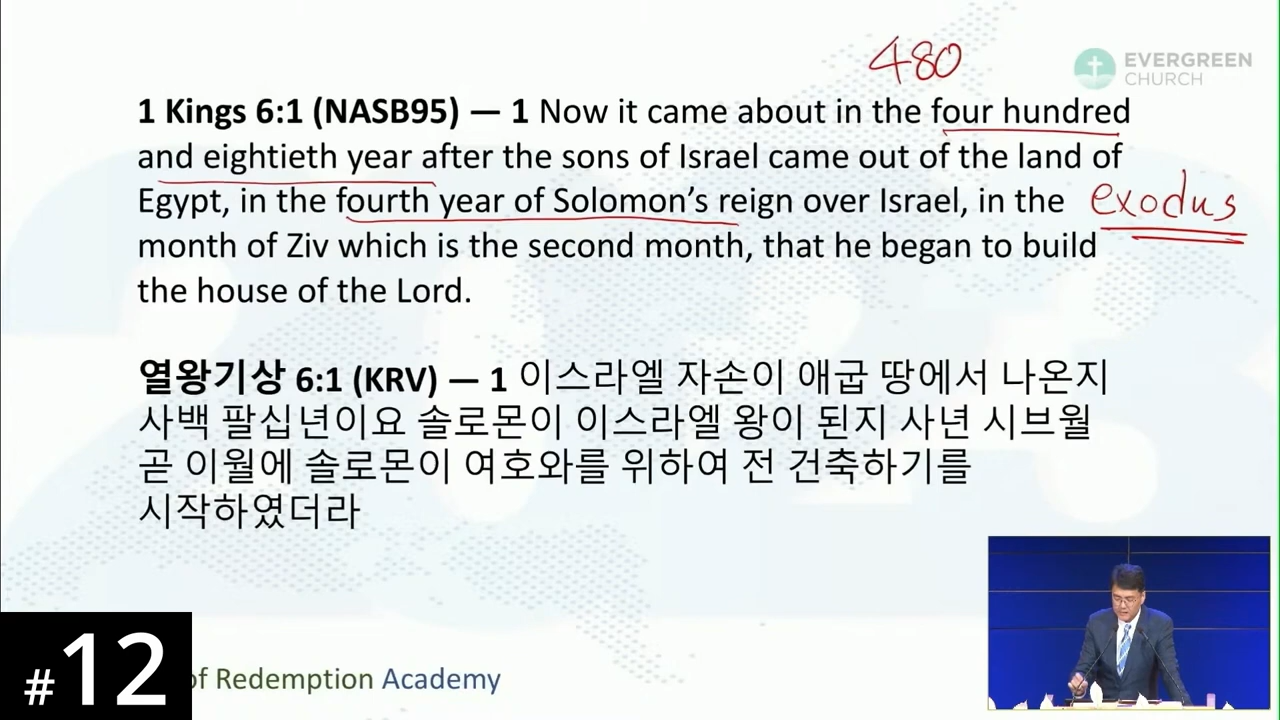 480
EVERGREEN
CHURCH
1 Kings 6:1 (NASB95) — 1 Now it came about in the four hundred
and eightieth year after the sons of Israel came out of the land of
Egypt, in the fourth year of Solomon's reign over Israel, in the
exodus
month of Ziv which is the second month, that he began to build
the house of the Lord.
열왕기상 6:1 (KRV) — 1 이스라엘 자손이 애굽 땅에서 나온지
사백 팔십년이요 솔로몬이 이스라엘 왕이 된지 사년 시브월
곧 이월에 솔로몬이 여호와를 위하여 전 건축하기를
시작하였더라
#12
of Redemption Academy